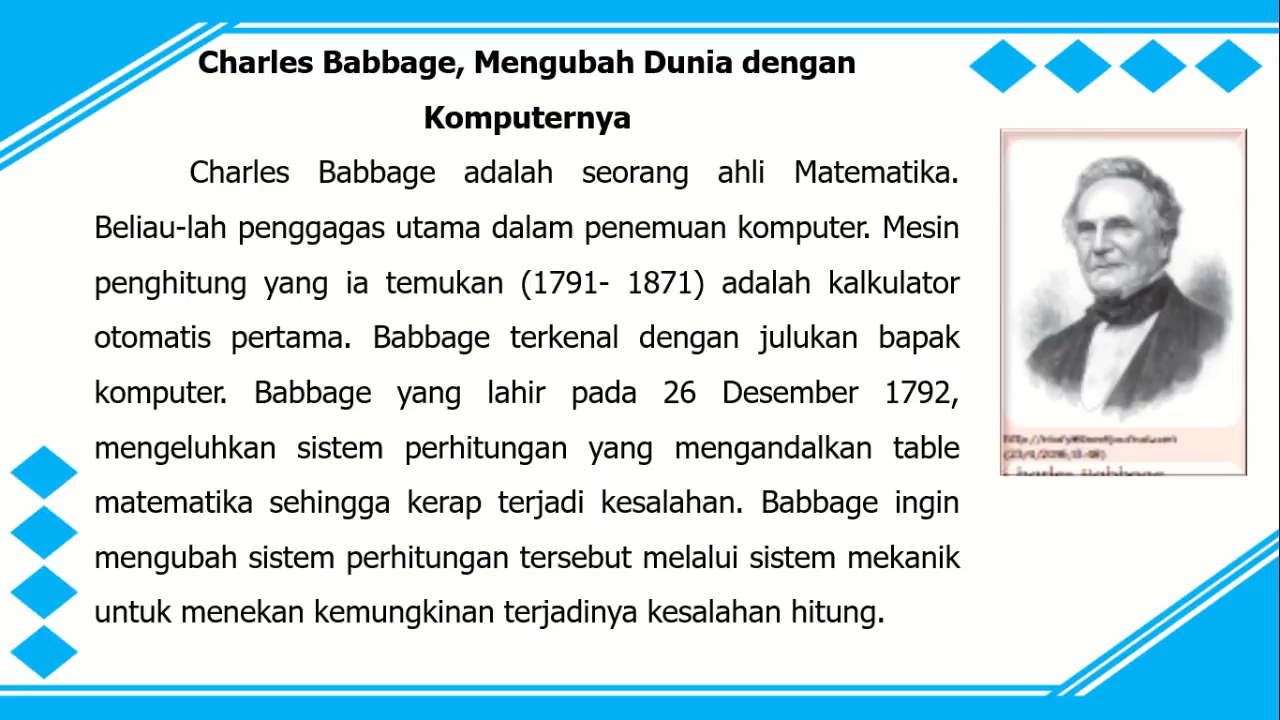 Charles Babbage, Mengubah Dunia dengan
Komputernya
Charles Babbage adalah seorang ahli Matematika.
Beliau-lah penggagas utama dalam penemuan komputer. Mesin
penghitung yang ia temukan (1791- 1871) adalah kalkulator
otomatis pertama. Babbage terkenal dengan julukan bapak
komputer. Babbage yang lahir pada 26 Desember 1792,
mengeluhkan sistem perhitungan yang mengandalkan table
matematika sehingga kerap terjadi kesalahan. Babbage ingin
mengubah sistem perhitungan tersebut melalui sistem mekanik
untuk menekan kemungkinan terjadinya kesalahan hitung.
Charles Babbage